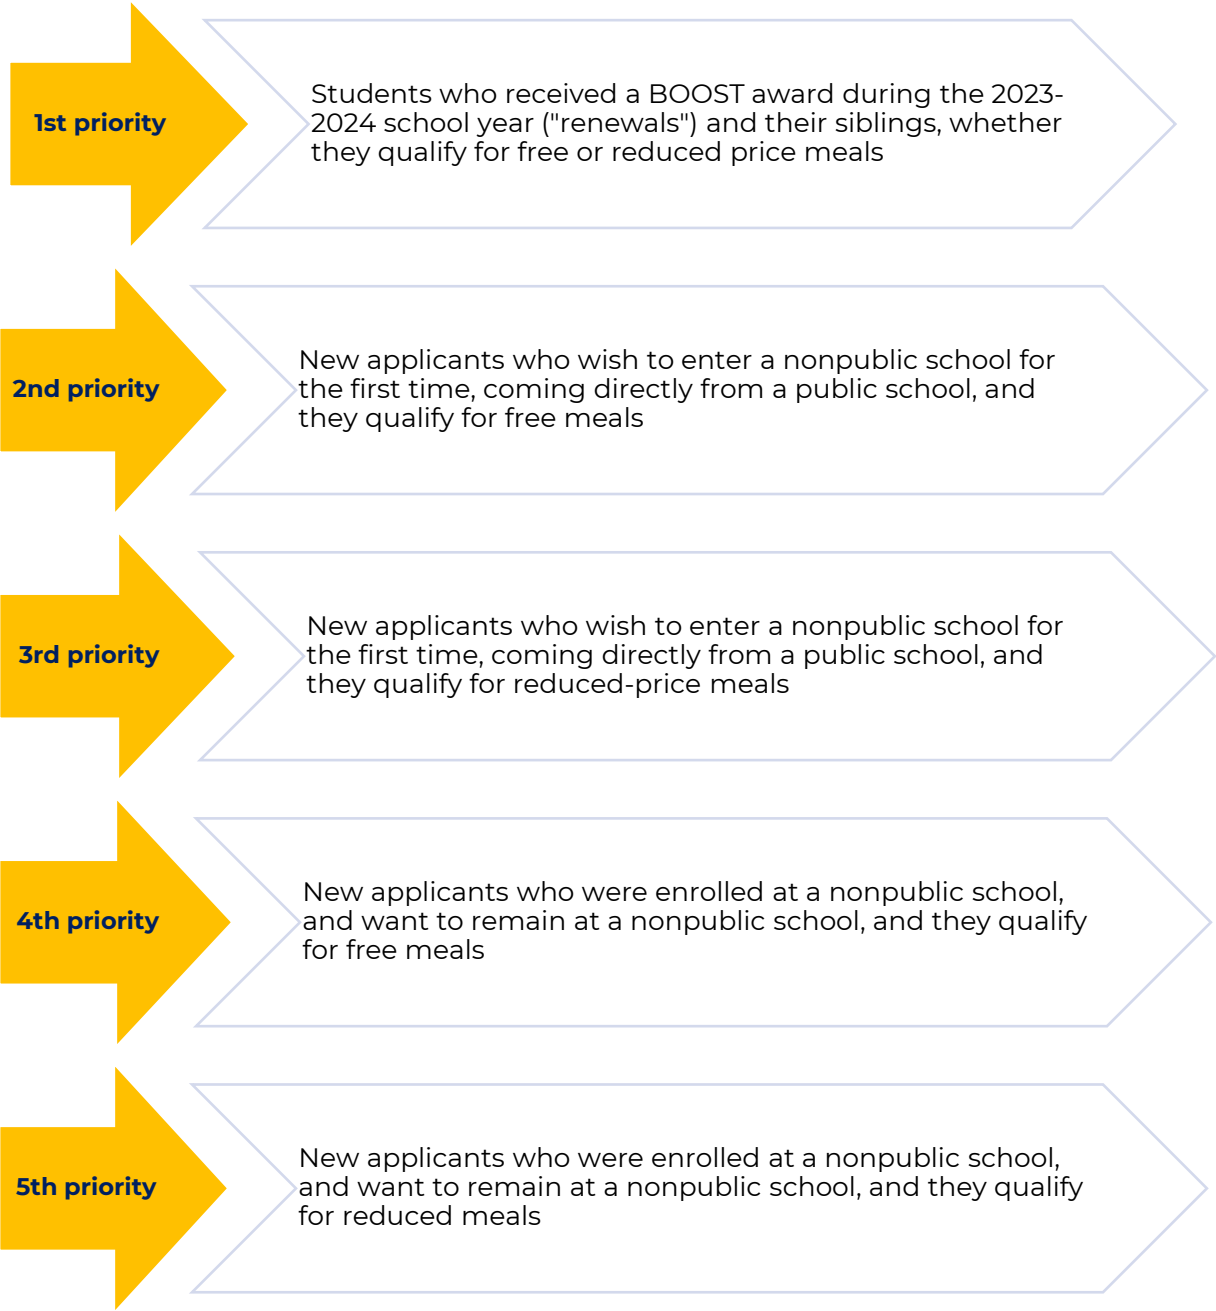 1st priority
Students who received a BOOST award during the 2023-
2024 school year ("renewals") and their siblings, whether
they qualify for free or reduced price meals
2nd priority
New applicants who wish to enter a nonpublic school for
the first time, coming directly from a public school, and
they qualify for free meals
3rd priority
New applicants who wish to enter a nonpublic school for
the first time, coming directly from a public school, and
they qualify for reduced-price meals
4th priority
New applicants who were enrolled at a nonpublic school,
and want to remain at a nonpublic school, and they qualify
for free meals
5th priority
New applicants who were enrolled at a nonpublic school,
and want to remain at a nonpublic school, and they qualify
for reduced meals